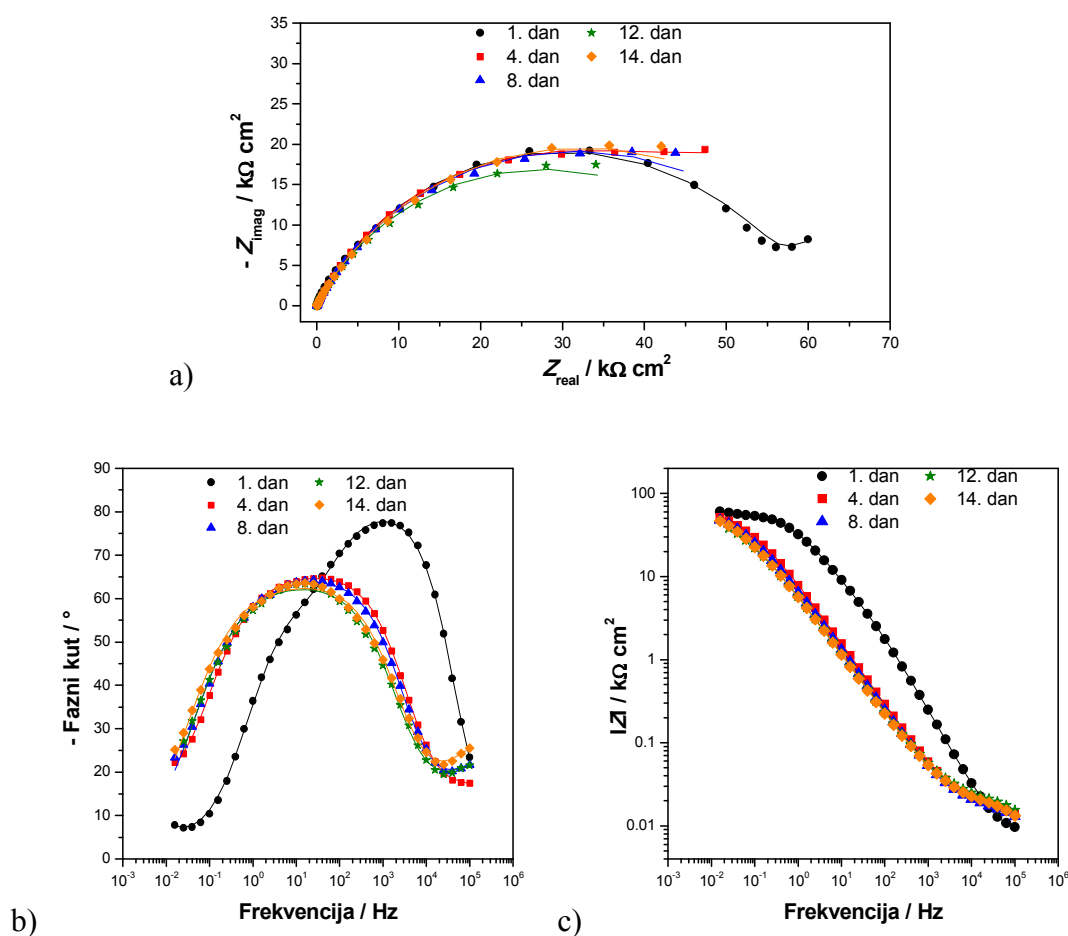 35
30
25
20
15
10
5
0
- Zimag / kΩ cm²
1. dan
4. dan
8. dan
12. dan
14. dan
0 10 20 30 40 50 60 70
Zreal / kΩ cm²
a)
90
80
70
60
50
40
30
20
10
0
- Fazni kut / °
1. dan
4. dan
8. dan
12. dan
14. dan
10⁻³ 10⁻² 10⁻¹ 10⁰ 10¹ 10² 10³ 10⁴ 10⁵ 10⁶
Frekvencija / Hz
b)
100
10
1
0.1
0.01
|Z| / kΩ cm²
1. dan
4. dan
8. dan
12. dan
14. dan
10⁻³ 10⁻² 10⁻¹ 10⁰ 10¹ 10² 10³ 10⁴ 10⁵ 10⁶
Frekvencija / Hz
c)